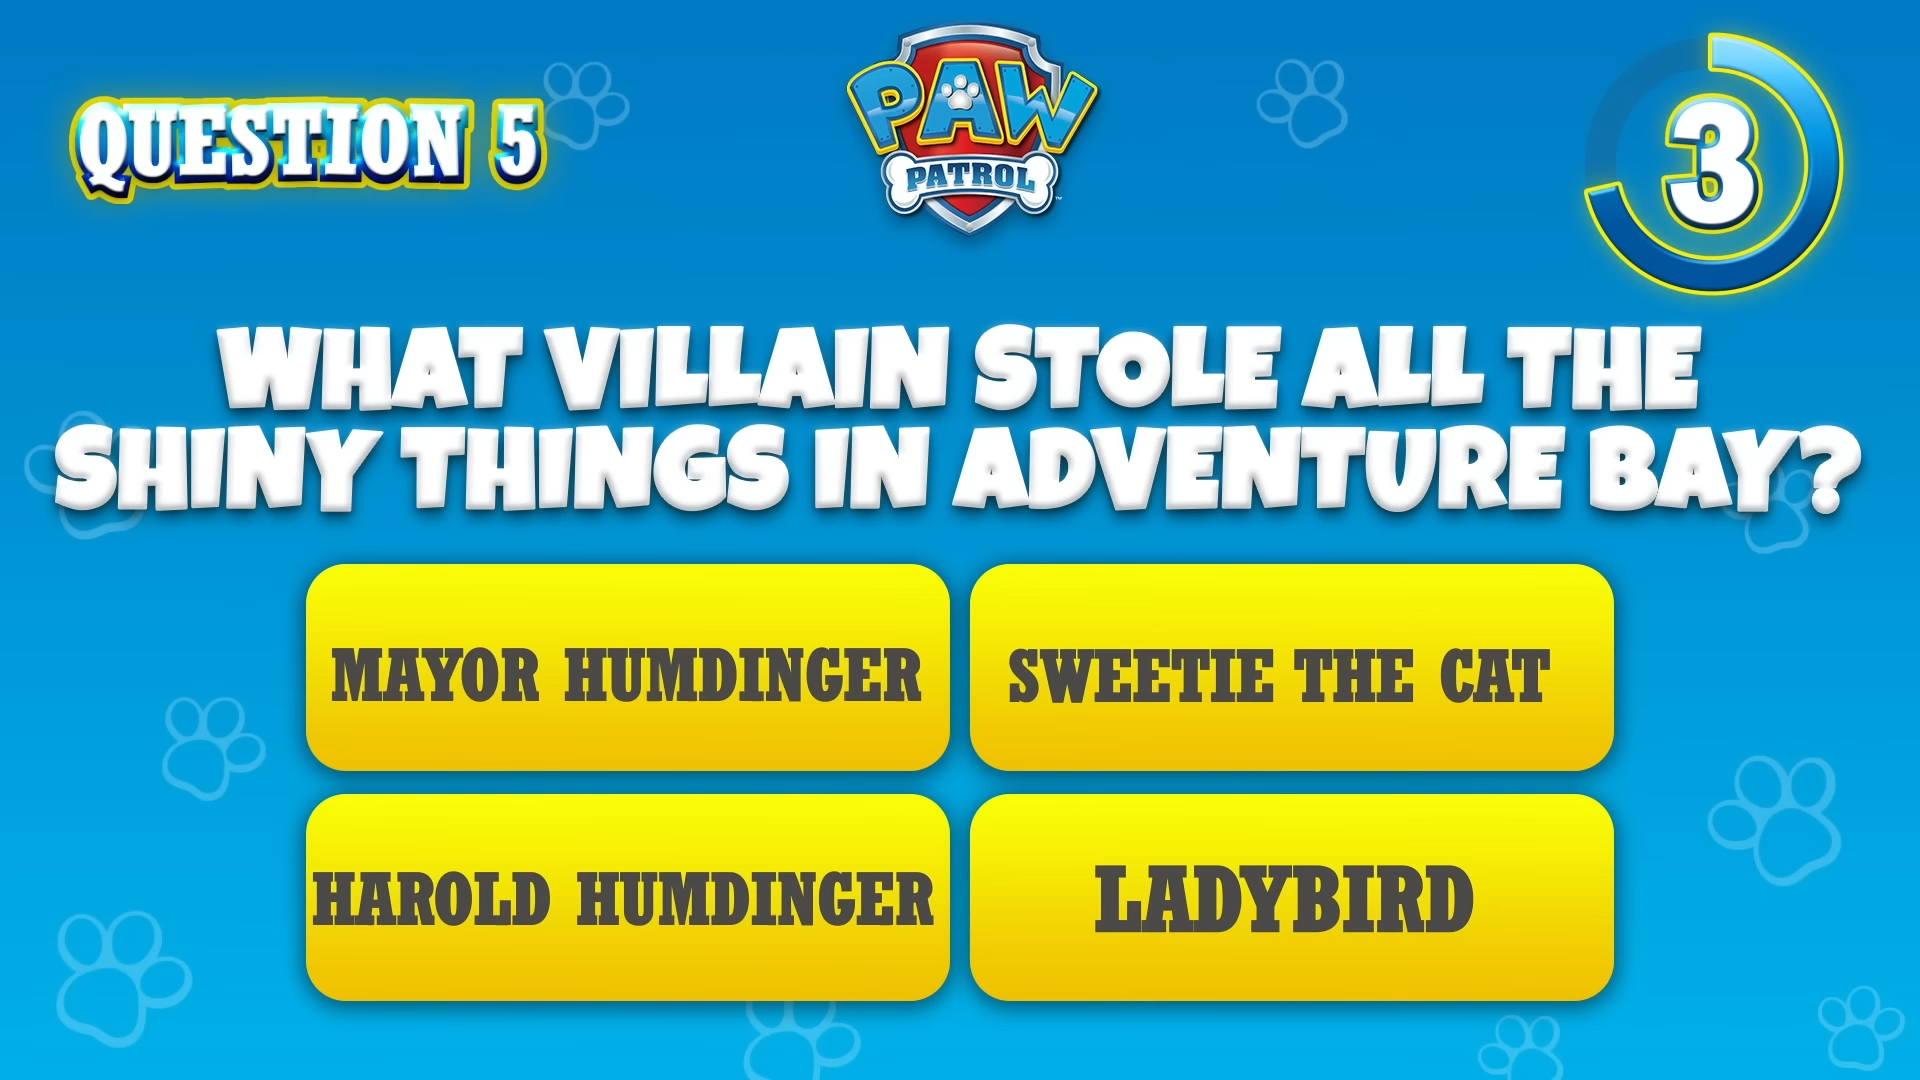 QUESTION 5
PAW
PATROL
3
WHAT VILLAIN STOLE ALL THE
SHINY THINGS IN ADVENTURE BAY?
MAYOR HUMDINGER
SWEETIE THE CAT
HAROLD HUMDINGER
LADYBIRD